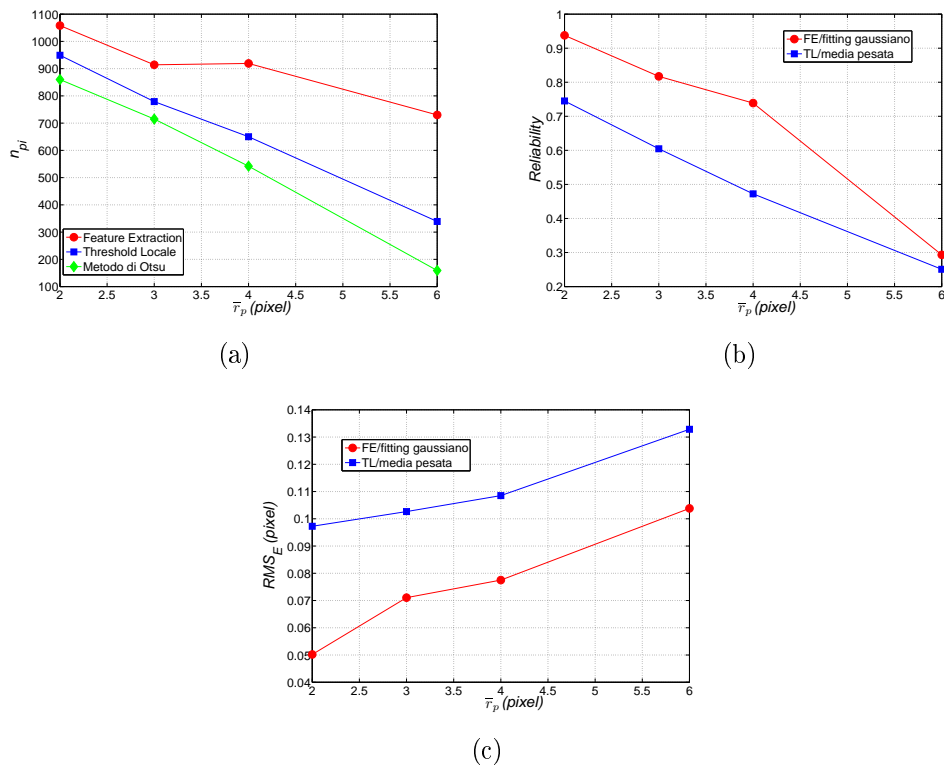 1100
1000
900
800
700
600
500
400
300
200
100
n_pi
Feature Extraction
Threshold Locale
Metodo di Otsu
2 2.5 3 3.5 4 4.5 5 5.5 6
r̅_p (pixel)
(a)
1
0.9
0.8
0.7
0.6
0.5
0.4
0.3
0.2
Reliability
FE/fitting gaussiano
TL/media pesata
2 2.5 3 3.5 4 4.5 5 5.5 6
r̅_p (pixel)
(b)
0.14
0.13
0.12
0.11
0.1
0.09
0.08
0.07
0.06
0.05
0.04
RMS_E (pixel)
FE/fitting gaussiano
TL/media pesata
2 2.5 3 3.5 4 4.5 5 5.5 6
r̅_p (pixel)
(c)